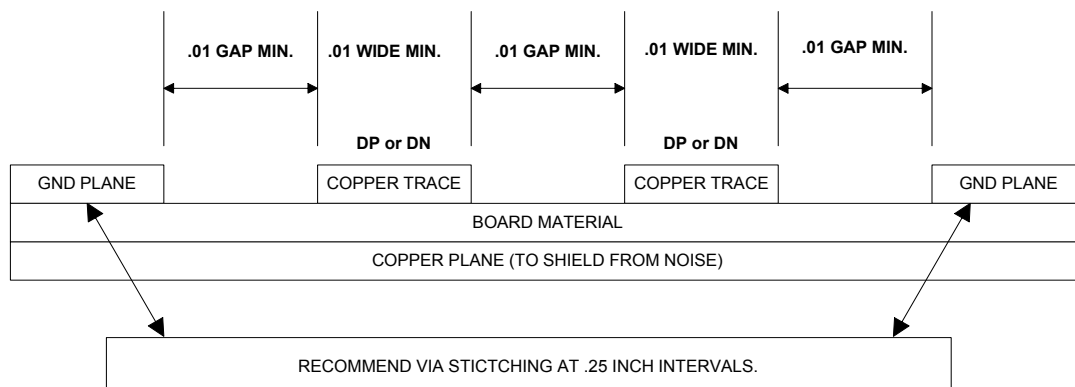 .01 GAP MIN.
.01 WIDE MIN.
.01 GAP MIN.
.01 WIDE MIN.
.01 GAP MIN.
DP or DN
DP or DN
GND PLANE
COPPER TRACE
COPPER TRACE
GND PLANE
BOARD MATERIAL
COPPER PLANE (TO SHIELD FROM NOISE)
RECOMMEND VIA STICTCHING AT .25 INCH INTERVALS.